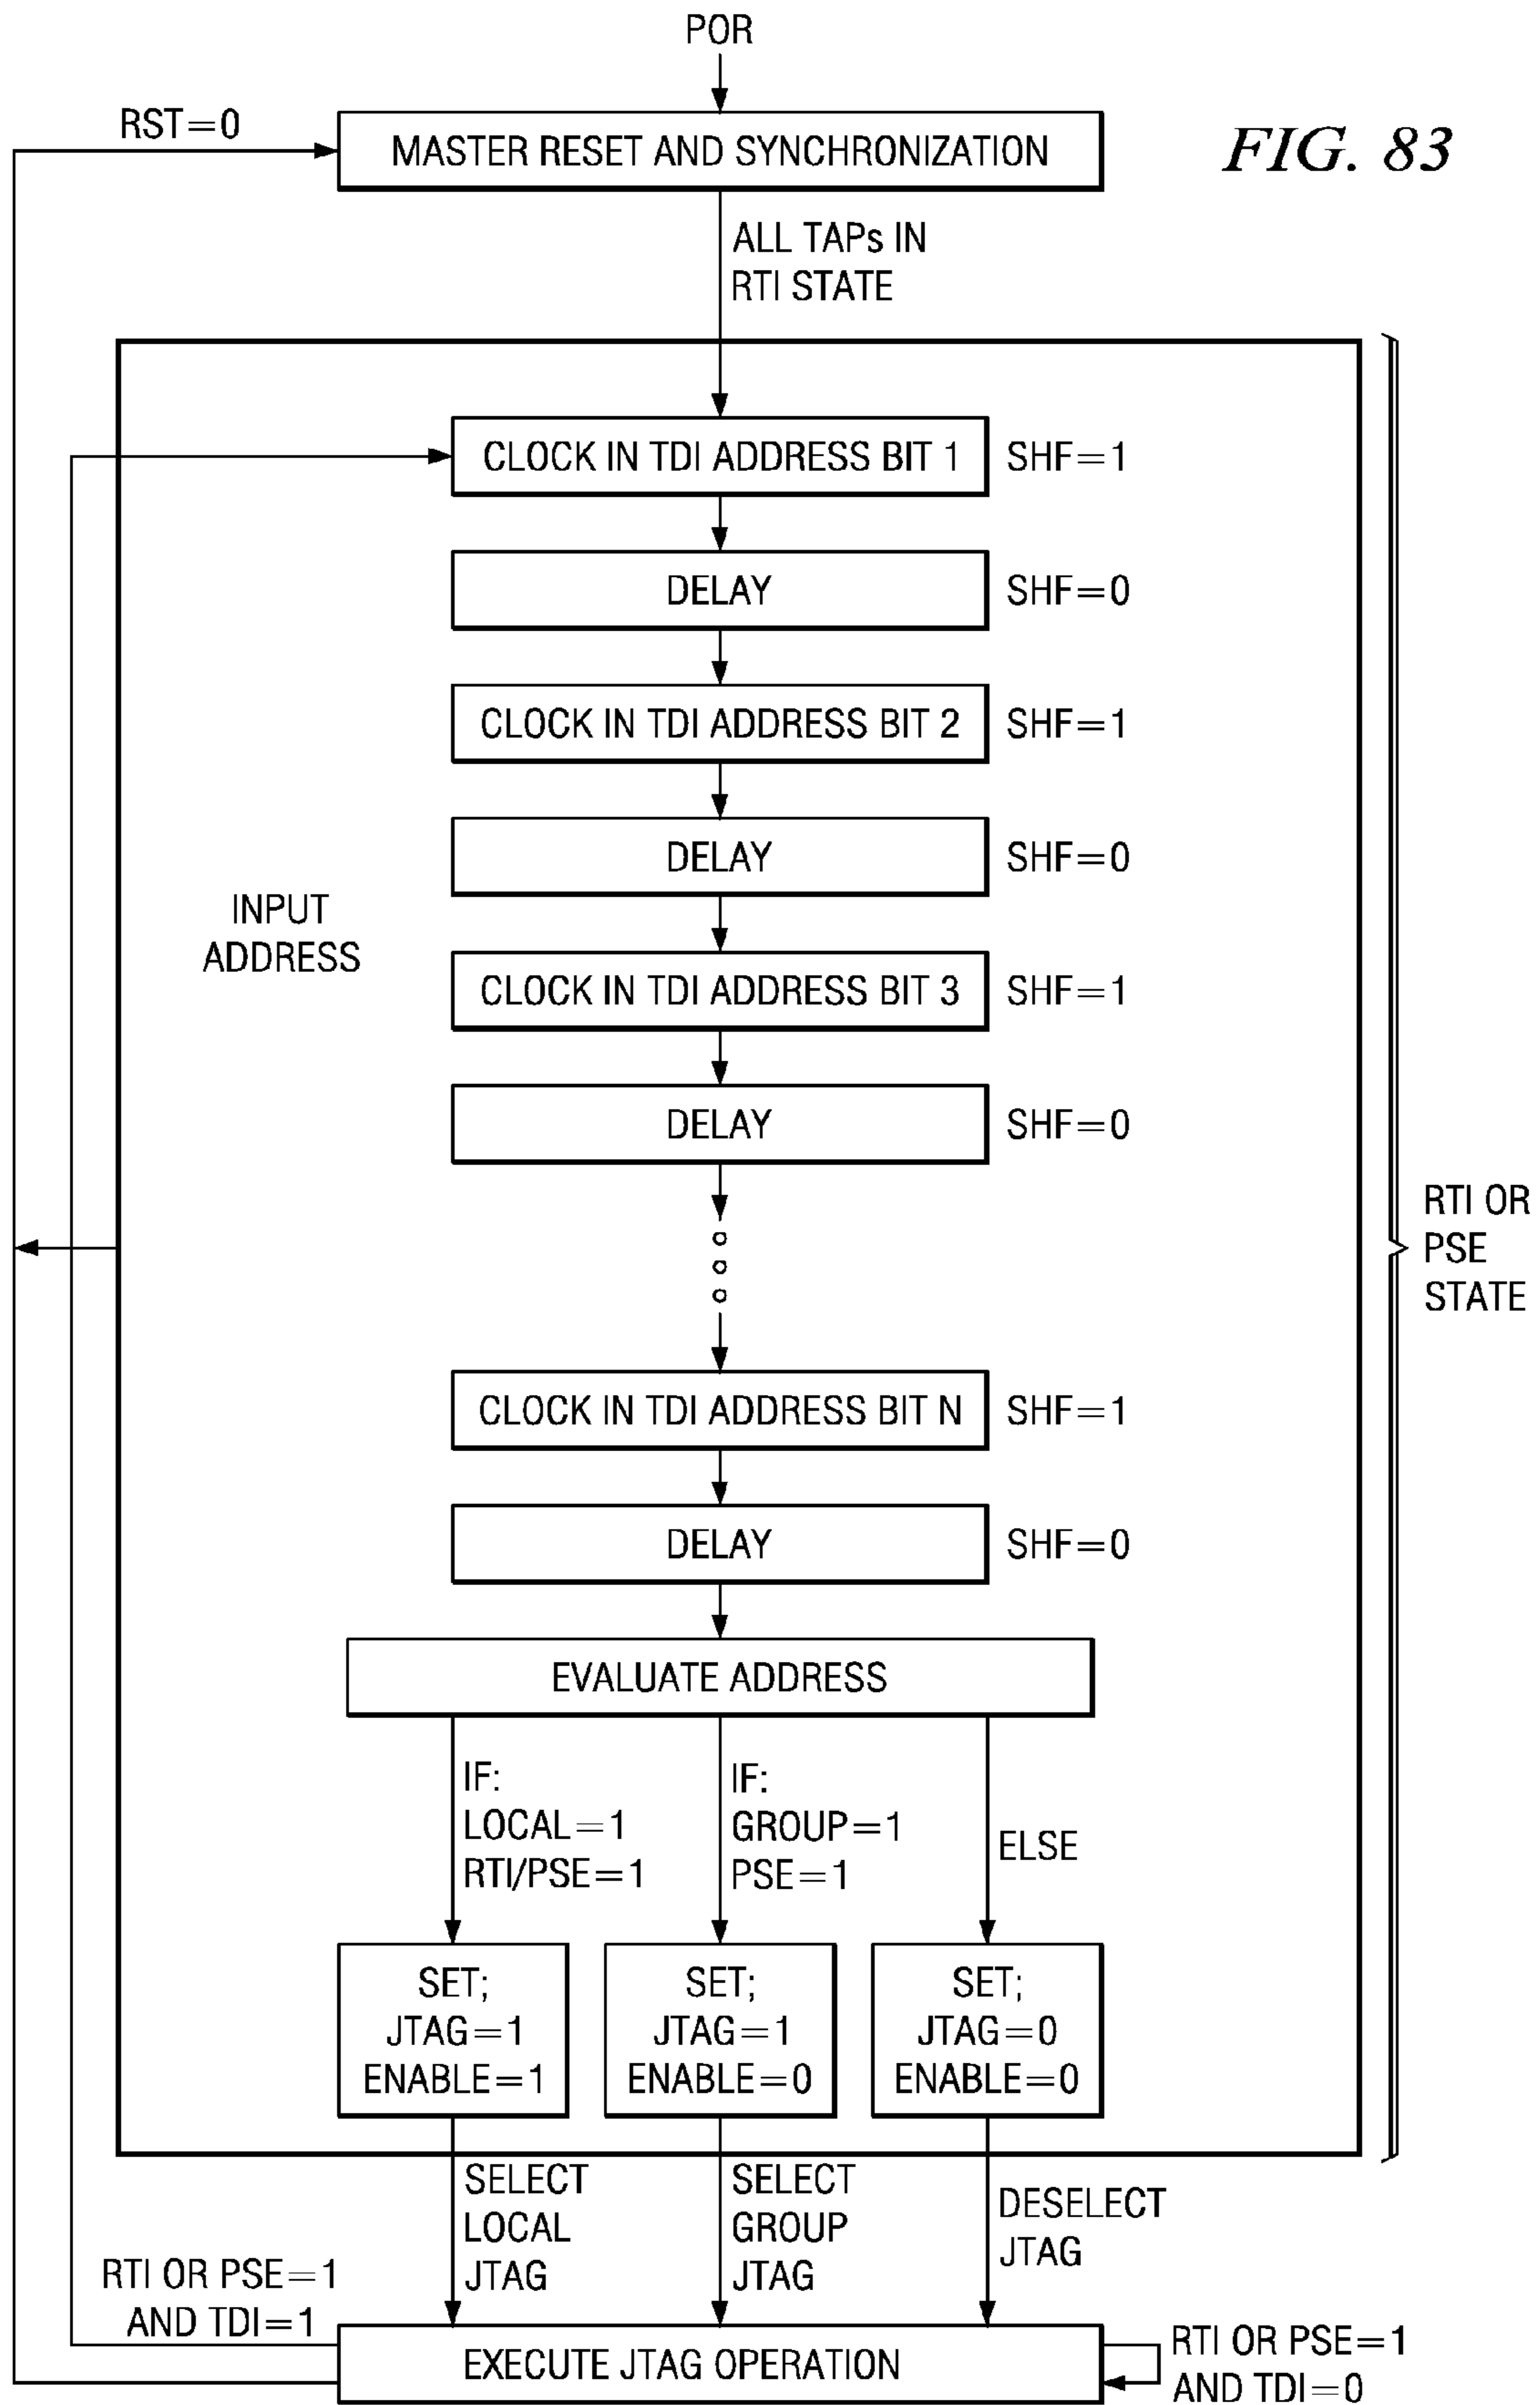 POR
RST=0
MASTER RESET AND SYNCHRONIZATION
FIG. 83
ALL TAPs IN
RTI STATE
CLOCK IN TDI ADDRESS BIT 1
SHF=1
DELAY
SHF=0
CLOCK IN TDI ADDRESS BIT 2
SHF=1
DELAY
SHF=0
INPUT
ADDRESS
CLOCK IN TDI ADDRESS BIT 3
SHF=1
DELAY
SHF=0
RTI OR
PSE
STATE
CLOCK IN TDI ADDRESS BIT N
SHF=1
DELAY
SHF=0
EVALUATE ADDRESS
IF:
LOCAL=1
RTI/PSE=1
IF:
GROUP=1
PSE=1
ELSE
SET;
JTAG=1
ENABLE=1
SET;
JTAG=1
ENABLE=0
SET;
JTAG=0
ENABLE=0
SELECT
LOCAL
JTAG
SELECT
GROUP
JTAG
DESELECT
JTAG
RTI OR PSE=1
AND TDI=1
EXECUTE JTAG OPERATION
RTI OR PSE=1
AND TDI=0